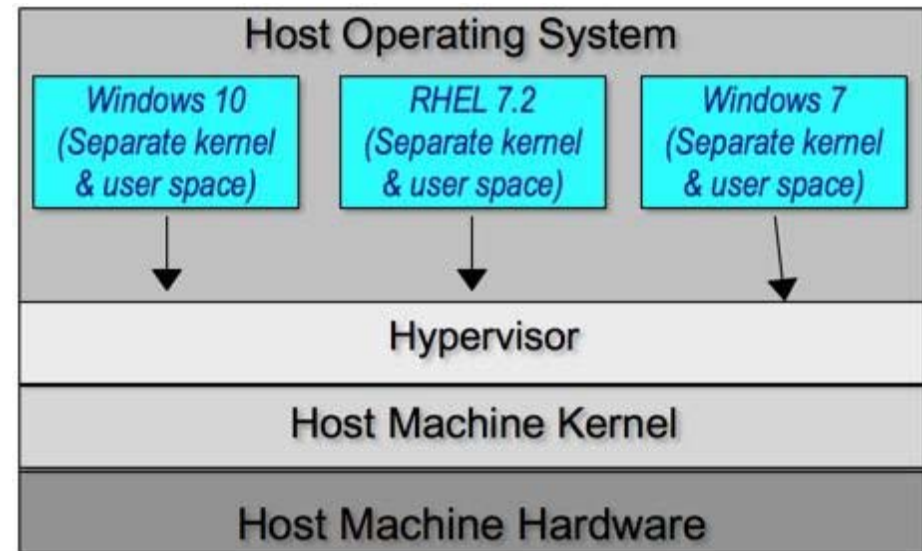 Host Operating System
Windows 10
(Separate kernel
& user space)
RHEL 7.2
(Separate kernel
& user space)
Windows 7
(Separate kernel
& user space)
Hypervisor
Host Machine Kernel
Host Machine Hardware